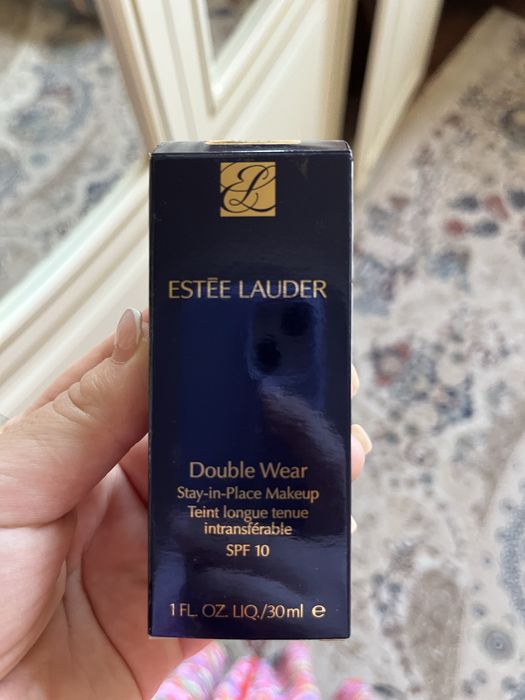 EL
ESTĒE LAUDER
Double Wear
Stay-in-Place Makeup
Teint longue tenue
intransférable
SPF 10
1 FL. OZ. LIQ./30ml e